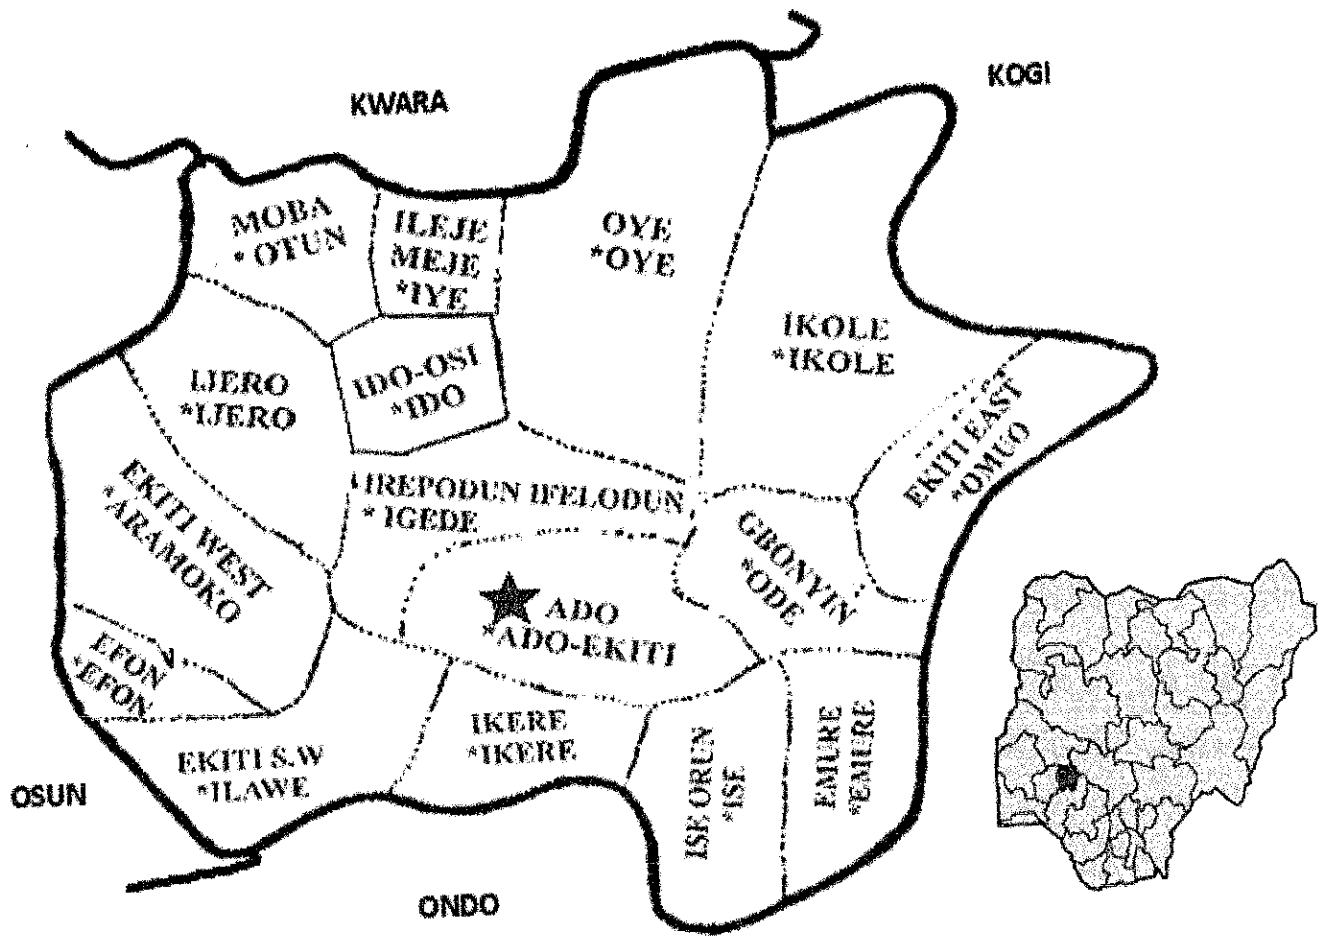 KWARA
KOGI
MOBA
* OTUN
ILEJE
MEJE
*IYE
OYE
*OYE
IKOLE
*IKOLE
IJERO
*IJERO
IDO-OSI
*IDO
EKITI EAST
*OMUO
EKITI WEST
*ARAMOKO
IREPODUN IFELODUN
* IGEDE
GBONYIN
*ODE
ADO
*ADO-EKITI
EFON
*EFON
IKERE
*IKERE
EKITI S.W
*ILAWE
ISE ORUN
*ISE
EMURE
*EMURE
OSUN
ONDO